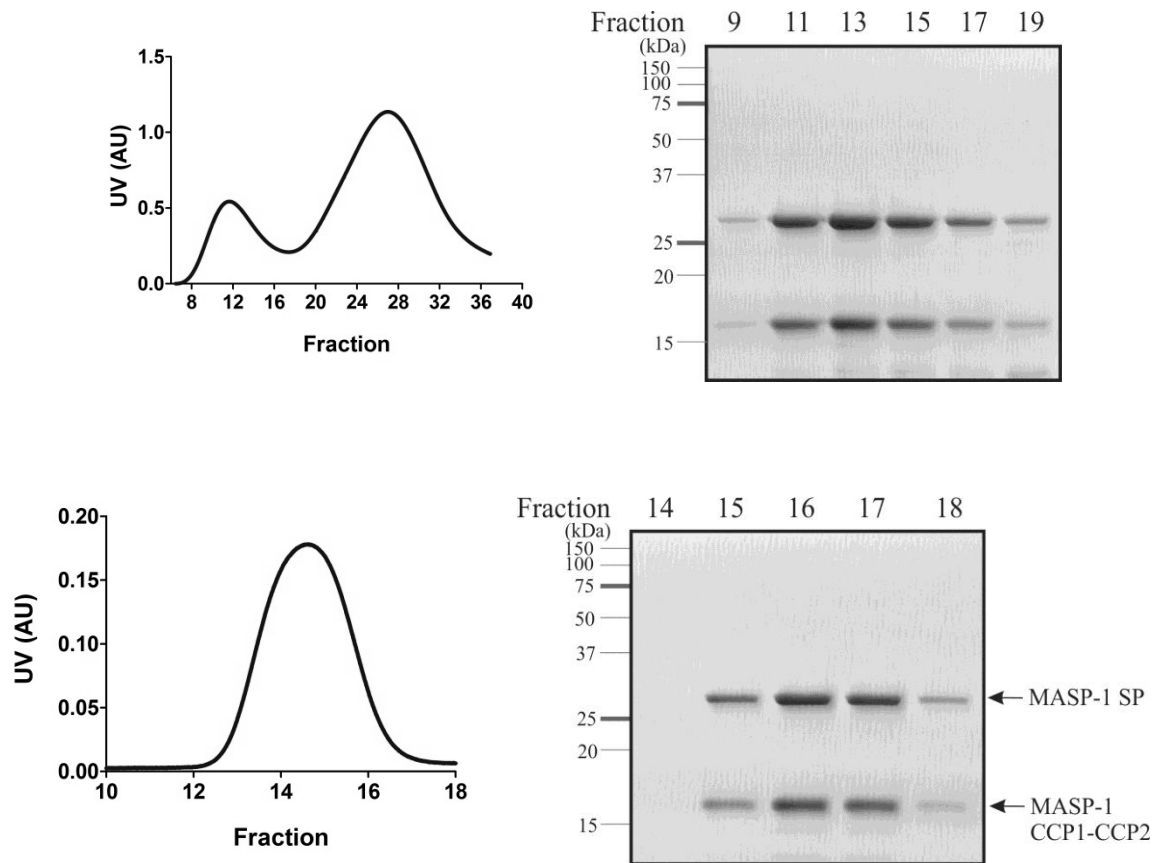 1.5
1.0
0.5
0.0
UV (AU)
8 12 16 20 24 28 32 36 40
Fraction
Fraction 9 11 13 15 17 19
(kDa)
150
100
75
50
37
25
20
15
0.20
0.15
0.10
0.05
0.00
UV (AU)
10 12 14 16 18
Fraction
Fraction 14 15 16 17 18
(kDa)
150
100
75
50
37
25
20
15
MASP-1 SP
MASP-1
CCP1-CCP2